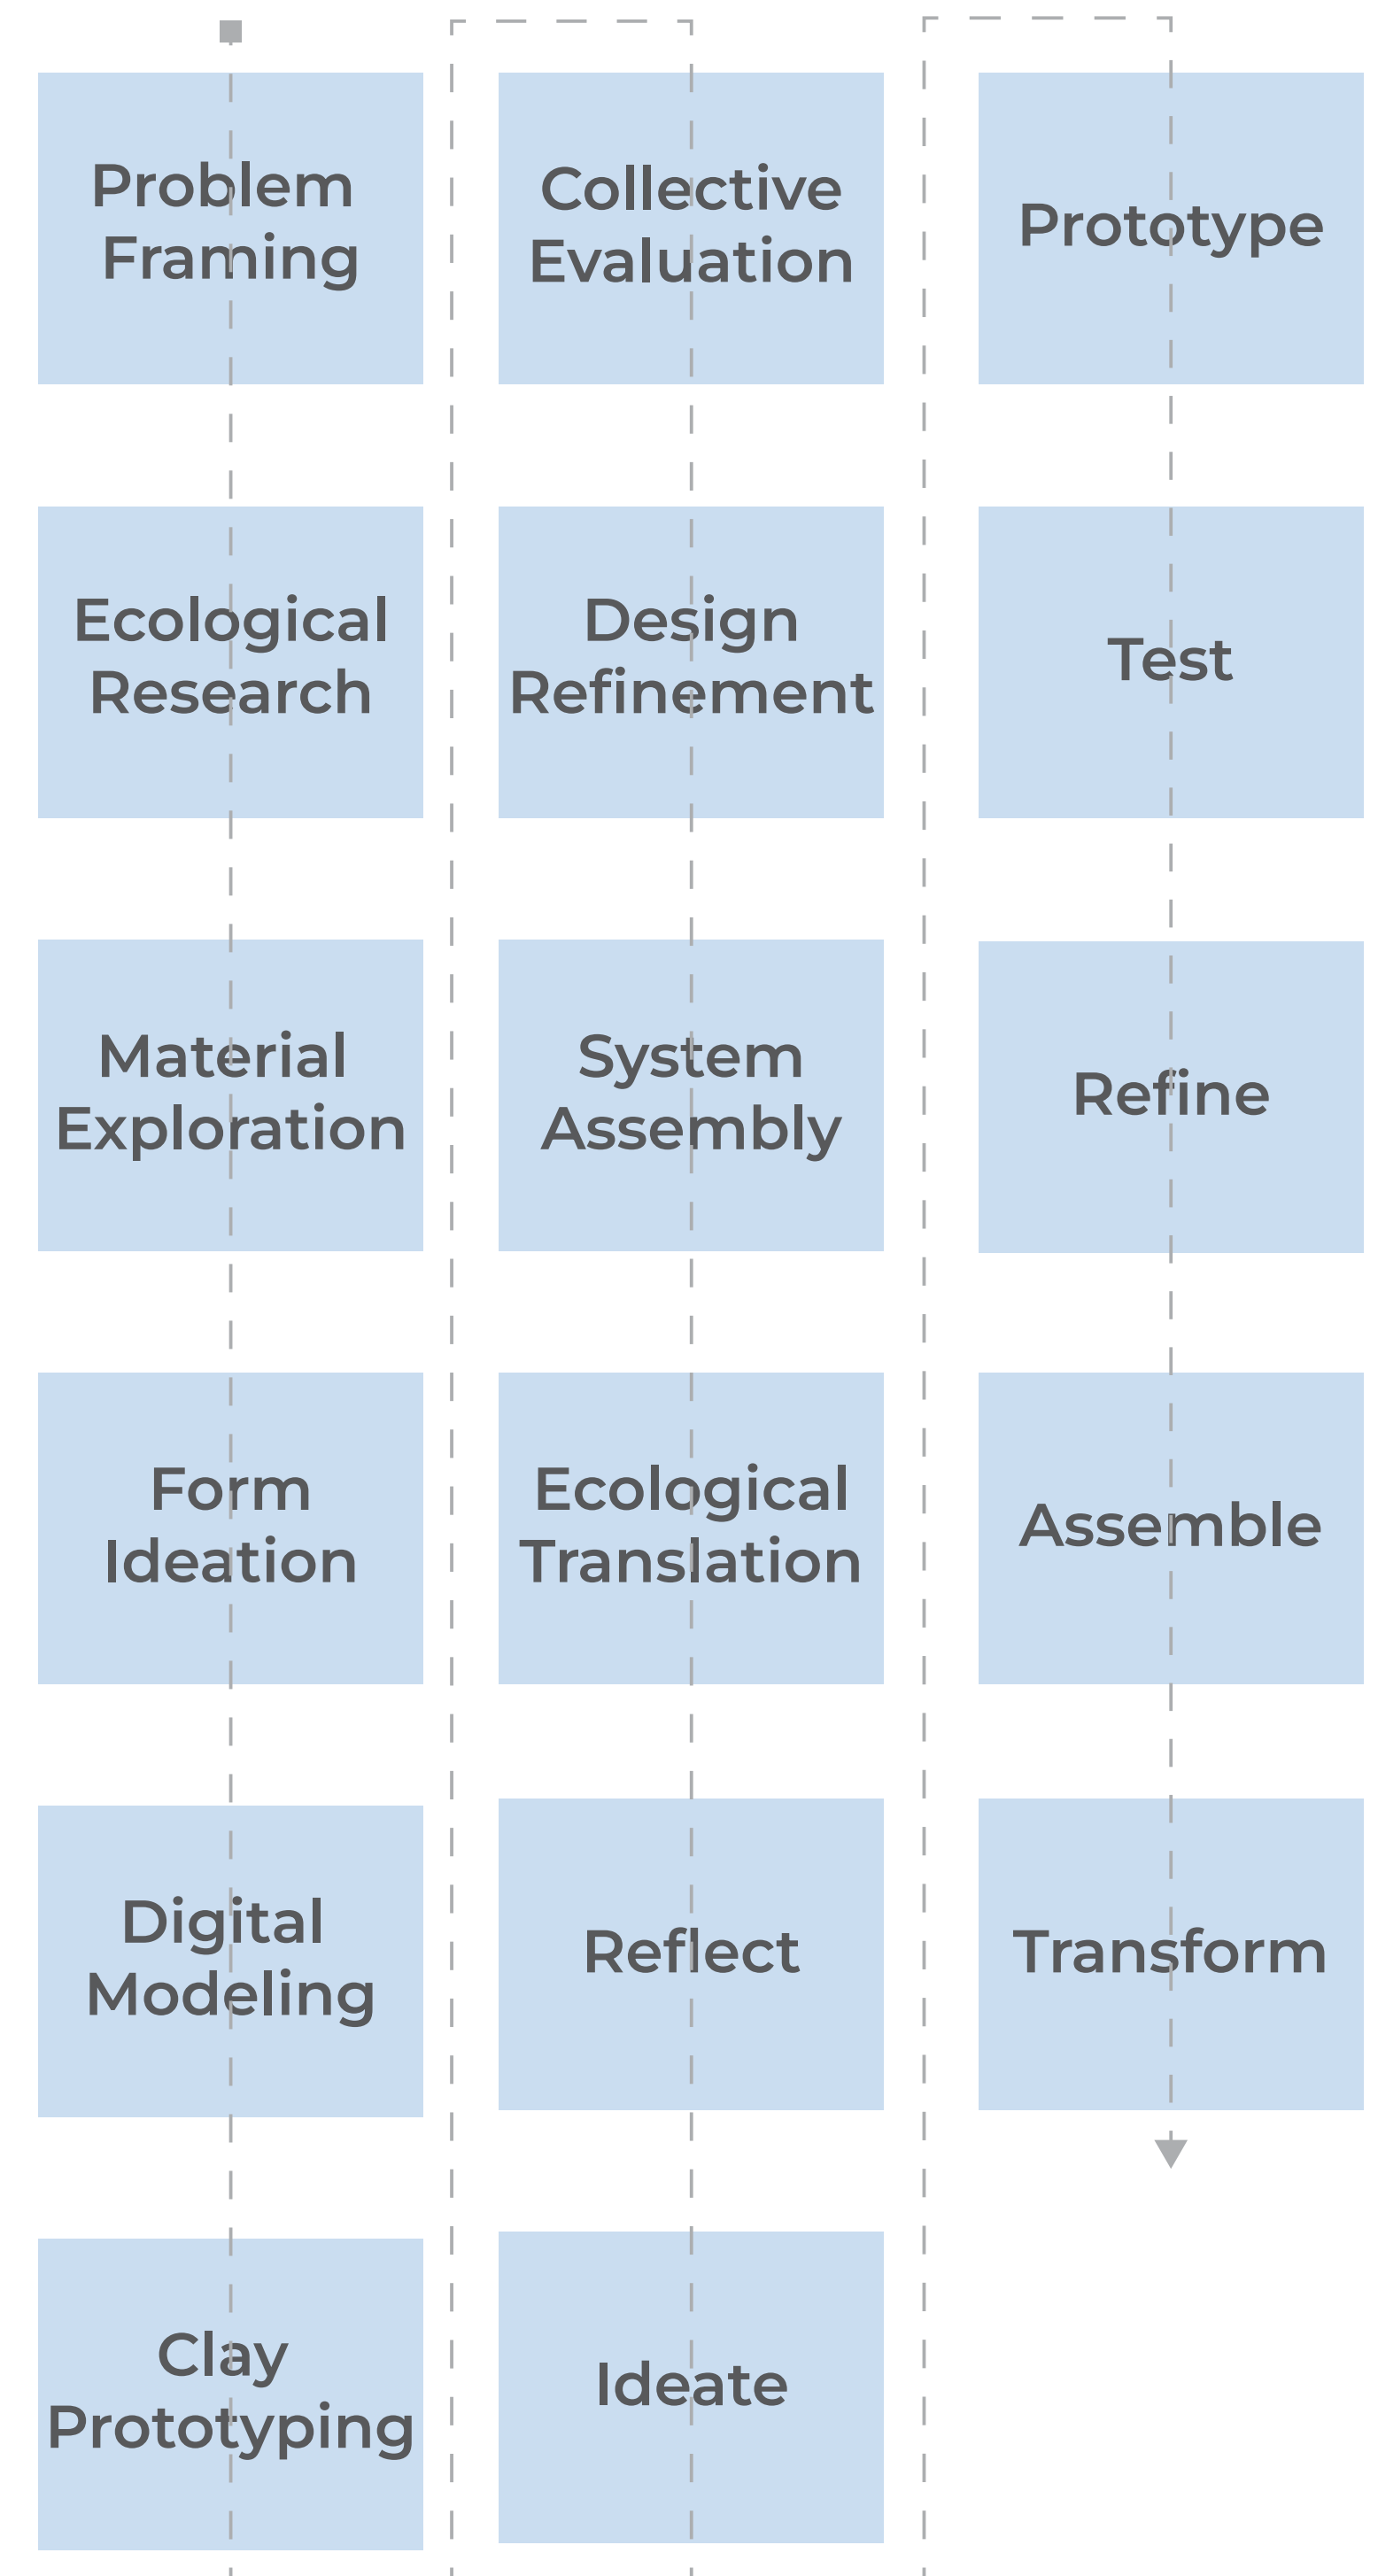 Problem
Framing
Ecological
Research
Material
Exploration
Form
Ideation
Digital
Modeling
Clay
Prototyping
Collective
Evaluation
Design
Refinement
System
Assembly
Ecological
Translation
Reflect
Ideate
Prototype
Test
Refine
Assemble
Transform